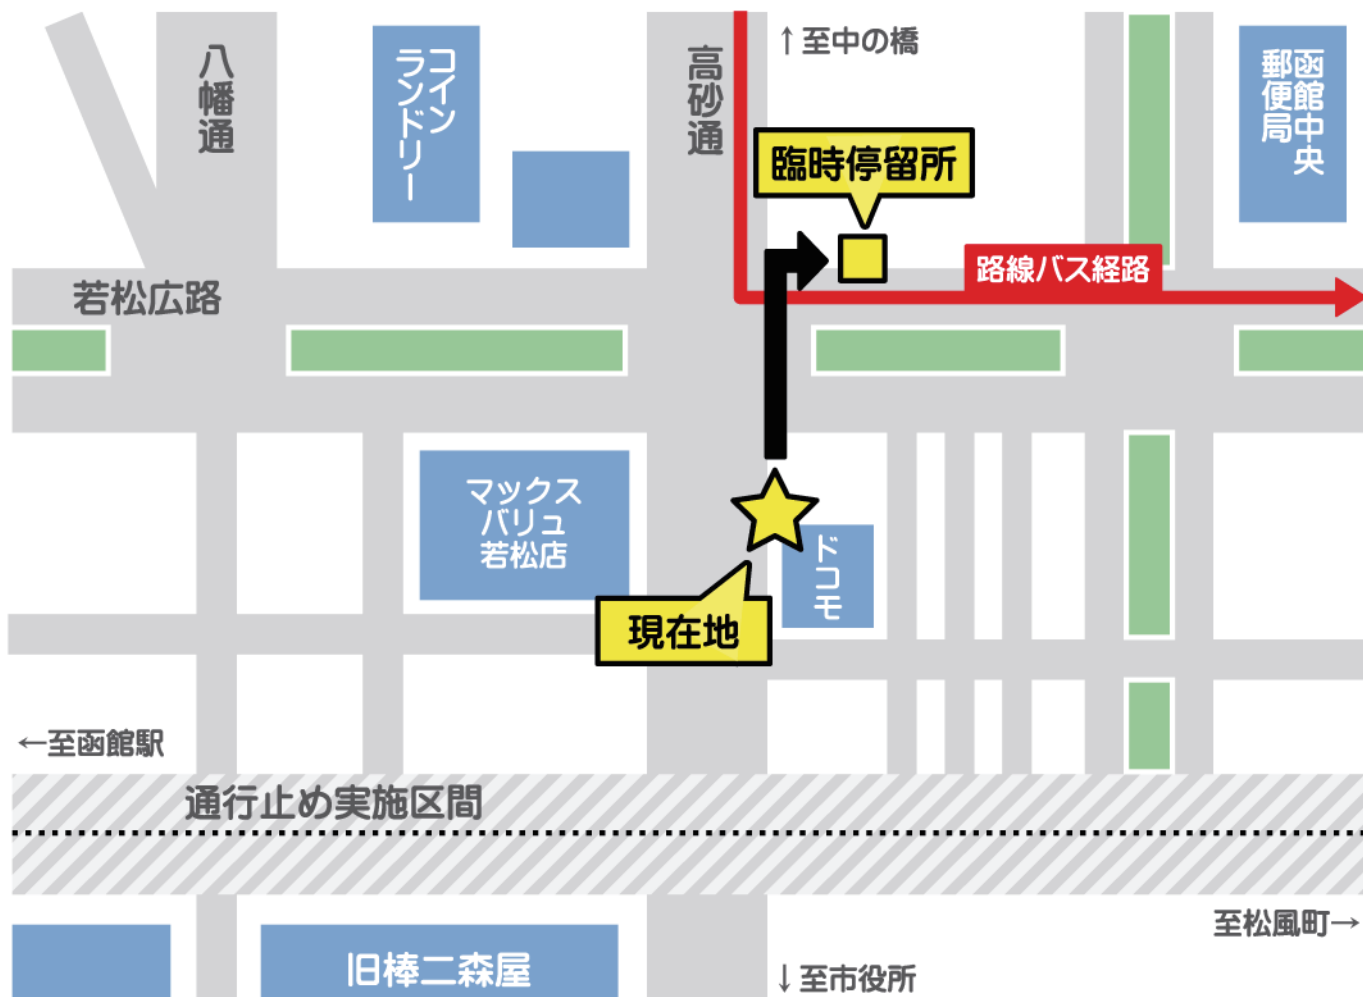 ↑至中の橋
八幡通
コイン
ランドリー
高砂通
函館中央
郵便局
臨時停留所
路線バス経路
若松広路
マックス
バリュ
若松店
ドコモ
現在地
←至函館駅
通行止め実施区間
至松風町→
旧棒二森屋
↓至市役所